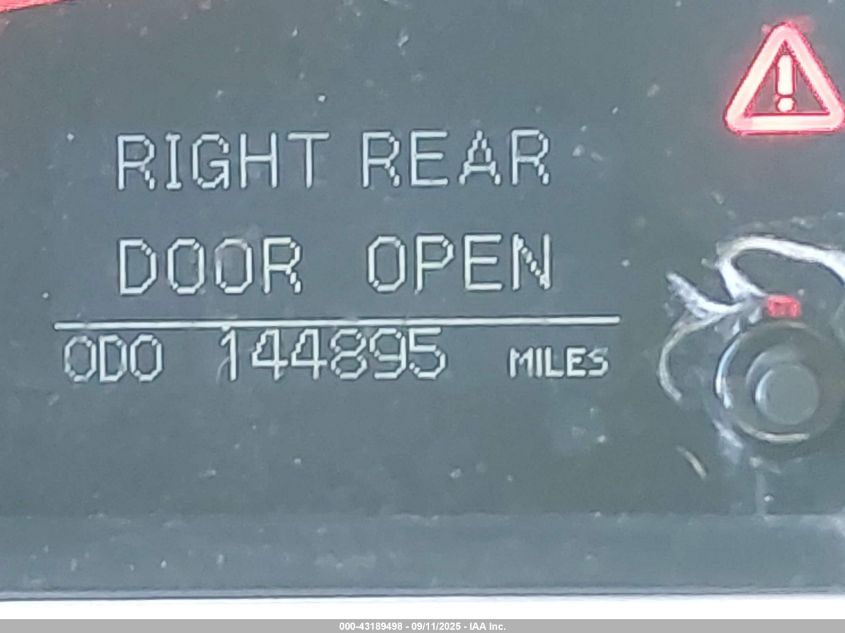 RIGHT REAR
DOOR OPEN
ODO 144895 MILES
000-43189498 - 09/11/2025 - IAA Inc.